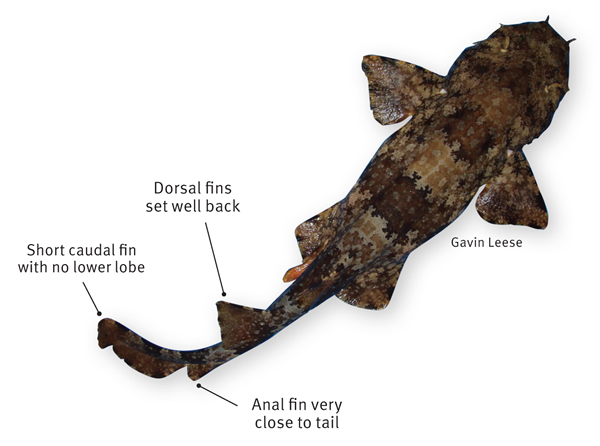 Dorsal fins
set well back
Short caudal fin
with no lower lobe
Gavin Leese
Anal fin very
close to tail